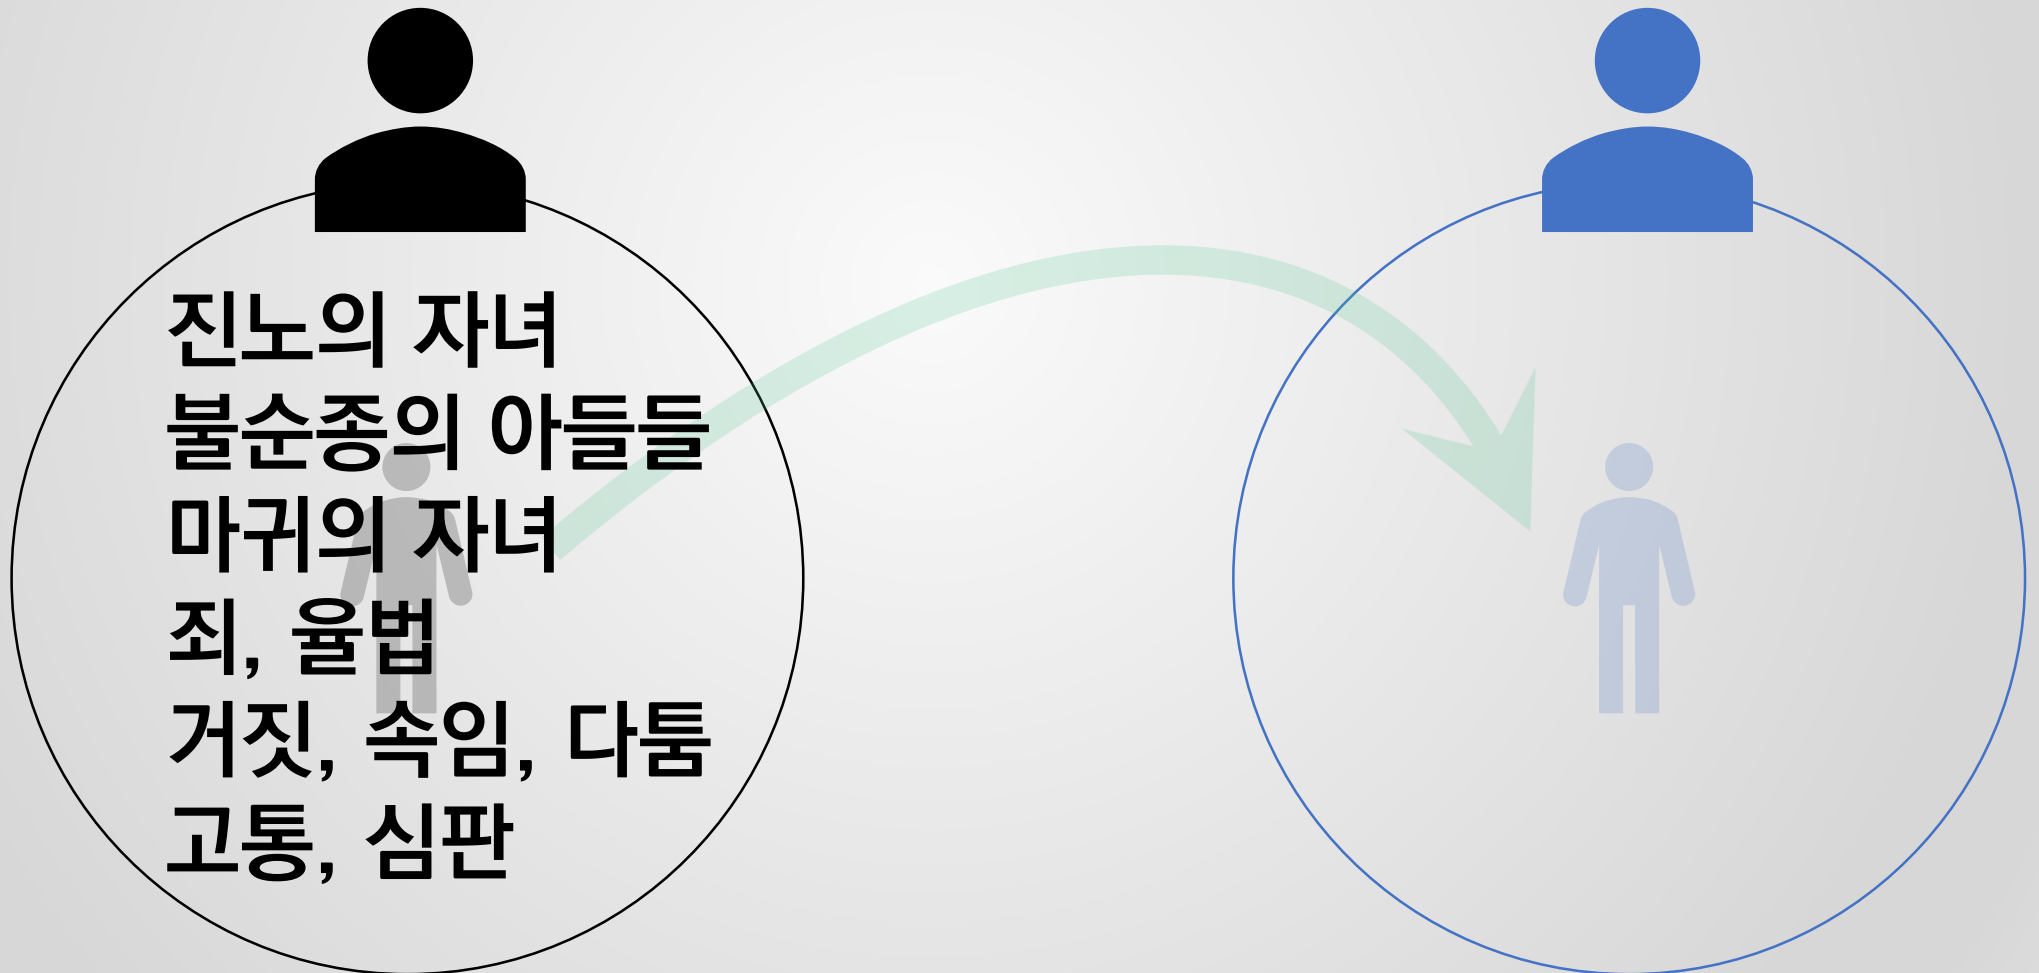 진노의 자녀
불순종의 아들들
마귀의 자녀
죄, 율법
거짓, 속임, 다툼
고통, 심판